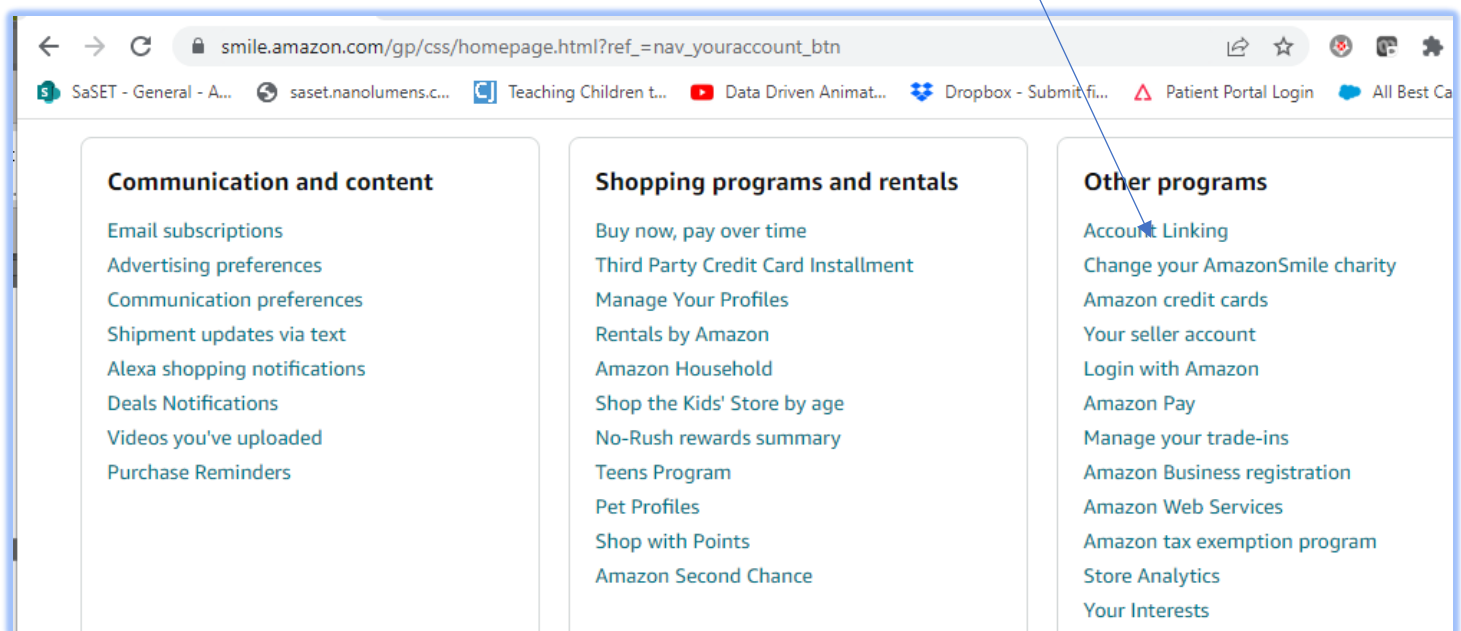 smile.amazon.com/gp/css/homepage.html?ref_=nav_youraccount_btn
SaSET - General - A... saset.nanolumens.c... Teaching Children t... Data Driven Animat... Dropbox - Submit fi... Patient Portal Login All Best Ca
Communication and content
Email subscriptions
Advertising preferences
Communication preferences
Shipment updates via text
Alexa shopping notifications
Deals Notifications
Videos you've uploaded
Purchase Reminders
Shopping programs and rentals
Buy now, pay over time
Third Party Credit Card Installment
Manage Your Profiles
Rentals by Amazon
Amazon Household
Shop the Kids' Store by age
No-Rush rewards summary
Teens Program
Pet Profiles
Shop with Points
Amazon Second Chance
Other programs
Account Linking
Change your AmazonSmile charity
Amazon credit cards
Your seller account
Login with Amazon
Amazon Pay
Manage your trade-ins
Amazon Business registration
Amazon Web Services
Amazon tax exemption program
Store Analytics
Your Interests